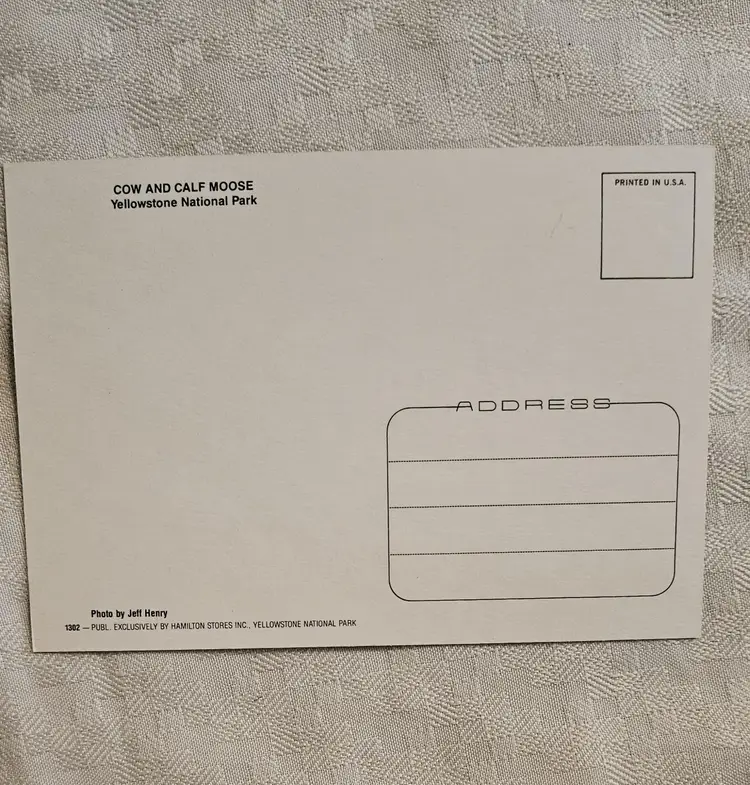 COW AND CALF MOOSE
Yellowstone National Park
PRINTED IN U.S.A.
ADDRESS
Photo by Jeff Henry
1302 — PUBL. EXCLUSIVELY BY HAMILTON STORES INC., YELLOWSTONE NATIONAL PARK